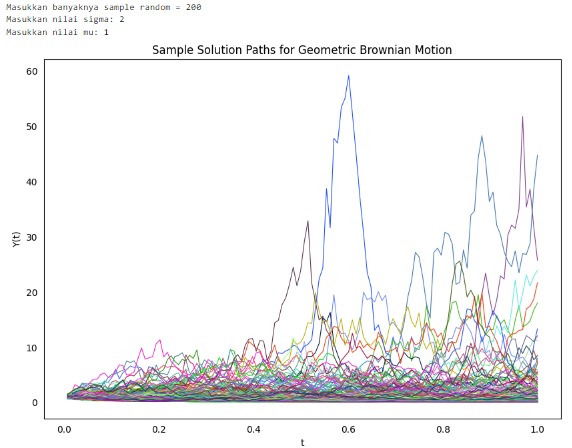 Masukkan banyaknya sample random = 200
Masukkan nilai sigma: 2
Masukkan nilai mu: 1
Sample Solution Paths for Geometric Brownian Motion
60
50
40
30
20
10
0
Y(t)
0.0 0.2 0.4 0.6 0.8 1.0
t